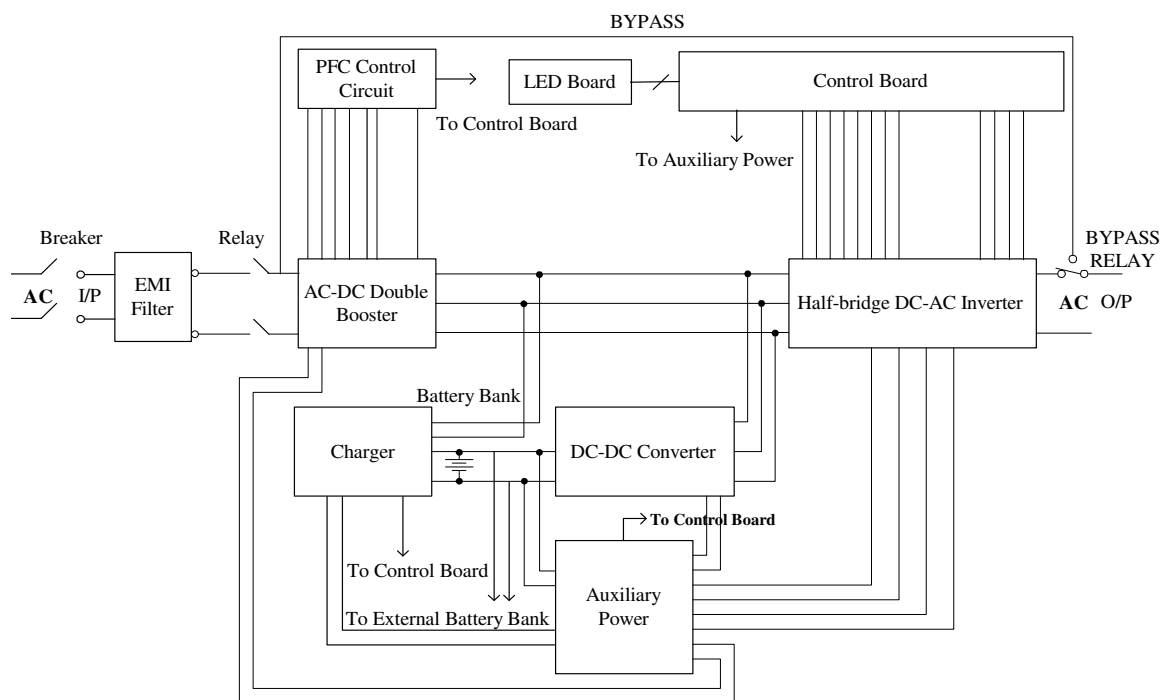 BYPASS
PFC Control
Circuit
LED Board
Control Board
To Control Board
To Auxiliary Power
Breaker
Relay
BYPASS
RELAY
AC I/P
EMI
Filter
AC-DC Double
Booster
Half-bridge DC-AC Inverter
AC O/P
Battery Bank
Charger
DC-DC Converter
To Control Board
To Control Board
Auxiliary
Power
To External Battery Bank